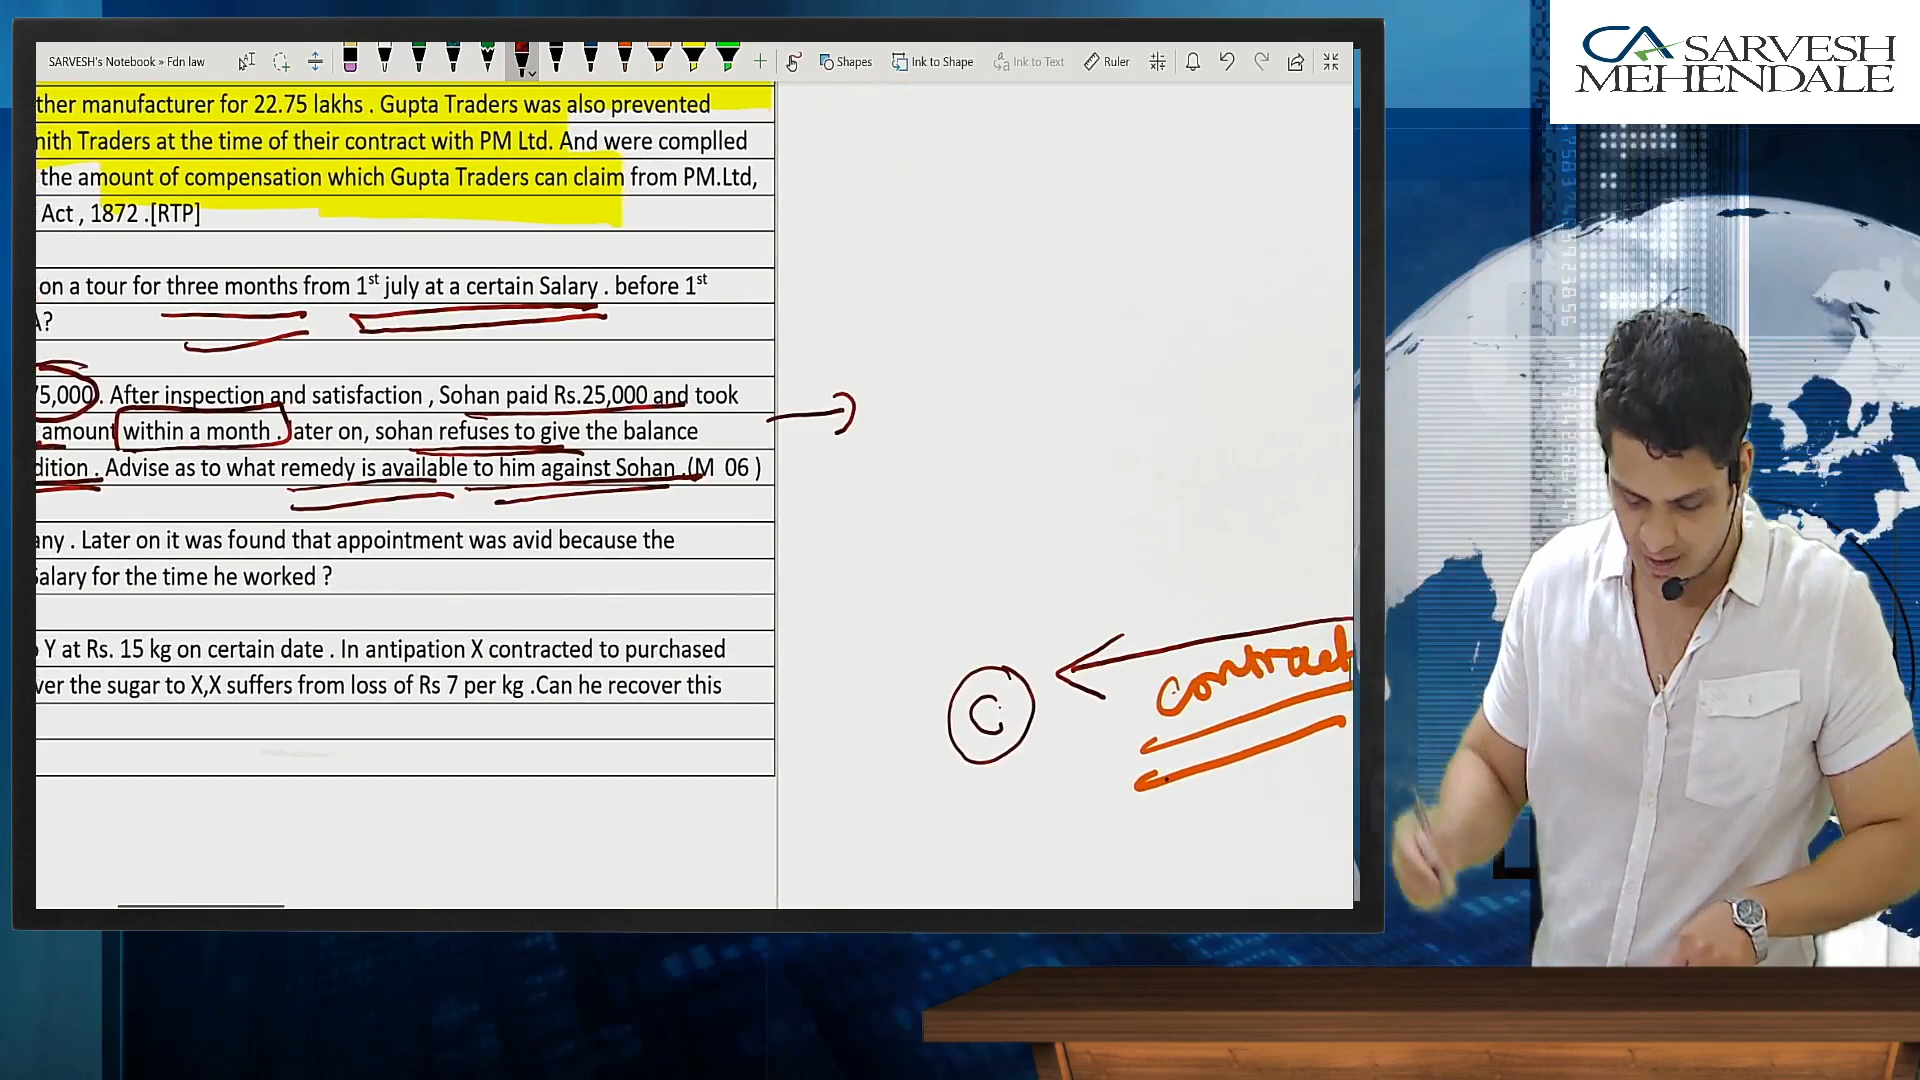 SARVESH's Notebook » Fdn law
Shapes
Ink to Shape
Ink to Text
Ruler
CA SARVESH
MEHENDALE
ther manufacturer for 22.75 lakhs . Gupta Traders was also prevented
nith Traders at the time of their contract with PM Ltd. And were complled
the amount of compensation which Gupta Traders can claim from PM.Ltd,
Act , 1872 .[RTP]
on a tour for three months from 1st july at a certain Salary . before 1st
A?
75,000 . After inspection and satisfaction , Sohan paid Rs.25,000 and took
amount within a month . later on, sohan refuses to give the balance
dition . Advise as to what remedy is available to him against Sohan .(M 06 )
any . Later on it was found that appointment was avid because the
Salary for the time he worked ?
Y at Rs. 15 kg on certain date . In antipation X contracted to purchased
ver the sugar to X,X suffers from loss of Rs 7 per kg .Can he recover this
C
contract